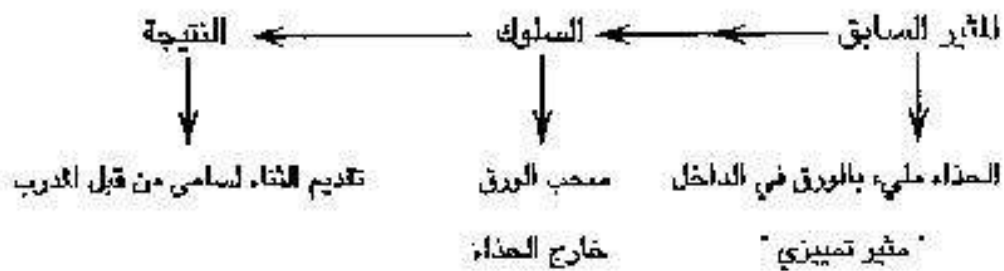 المثير السابق السلوك النتيجة
الحذاء مليء بالورق في الداخل سحب الورق تقديم الثناء لسامي من قبل المدرب
" مثير تمييزي " خارج الحذاء